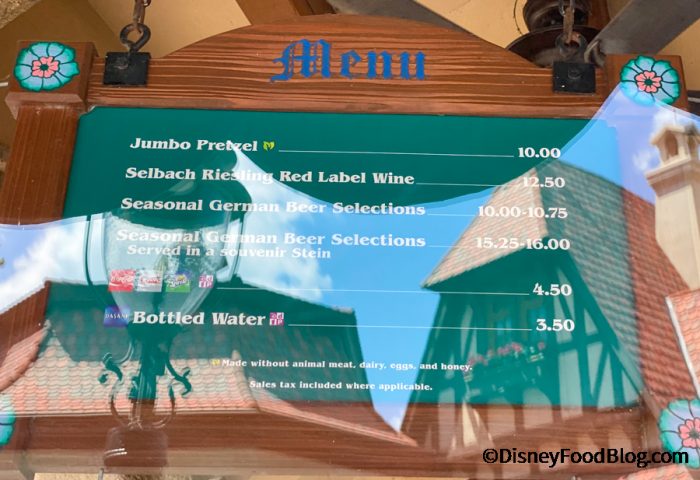 Menu
Jumbo Pretzel 10.00
Selbach Riesling Red Label Wine 12.50
Seasonal German Beer Selections 10.00-10.75
Seasonal German Beer Selections 15.25-16.00
Served in a souvenir Stein
4.50
DASANI Bottled Water 3.50
Made without animal meat, dairy, eggs, and honey.
Sales tax included where applicable.
©DisneyFoodBlog.com